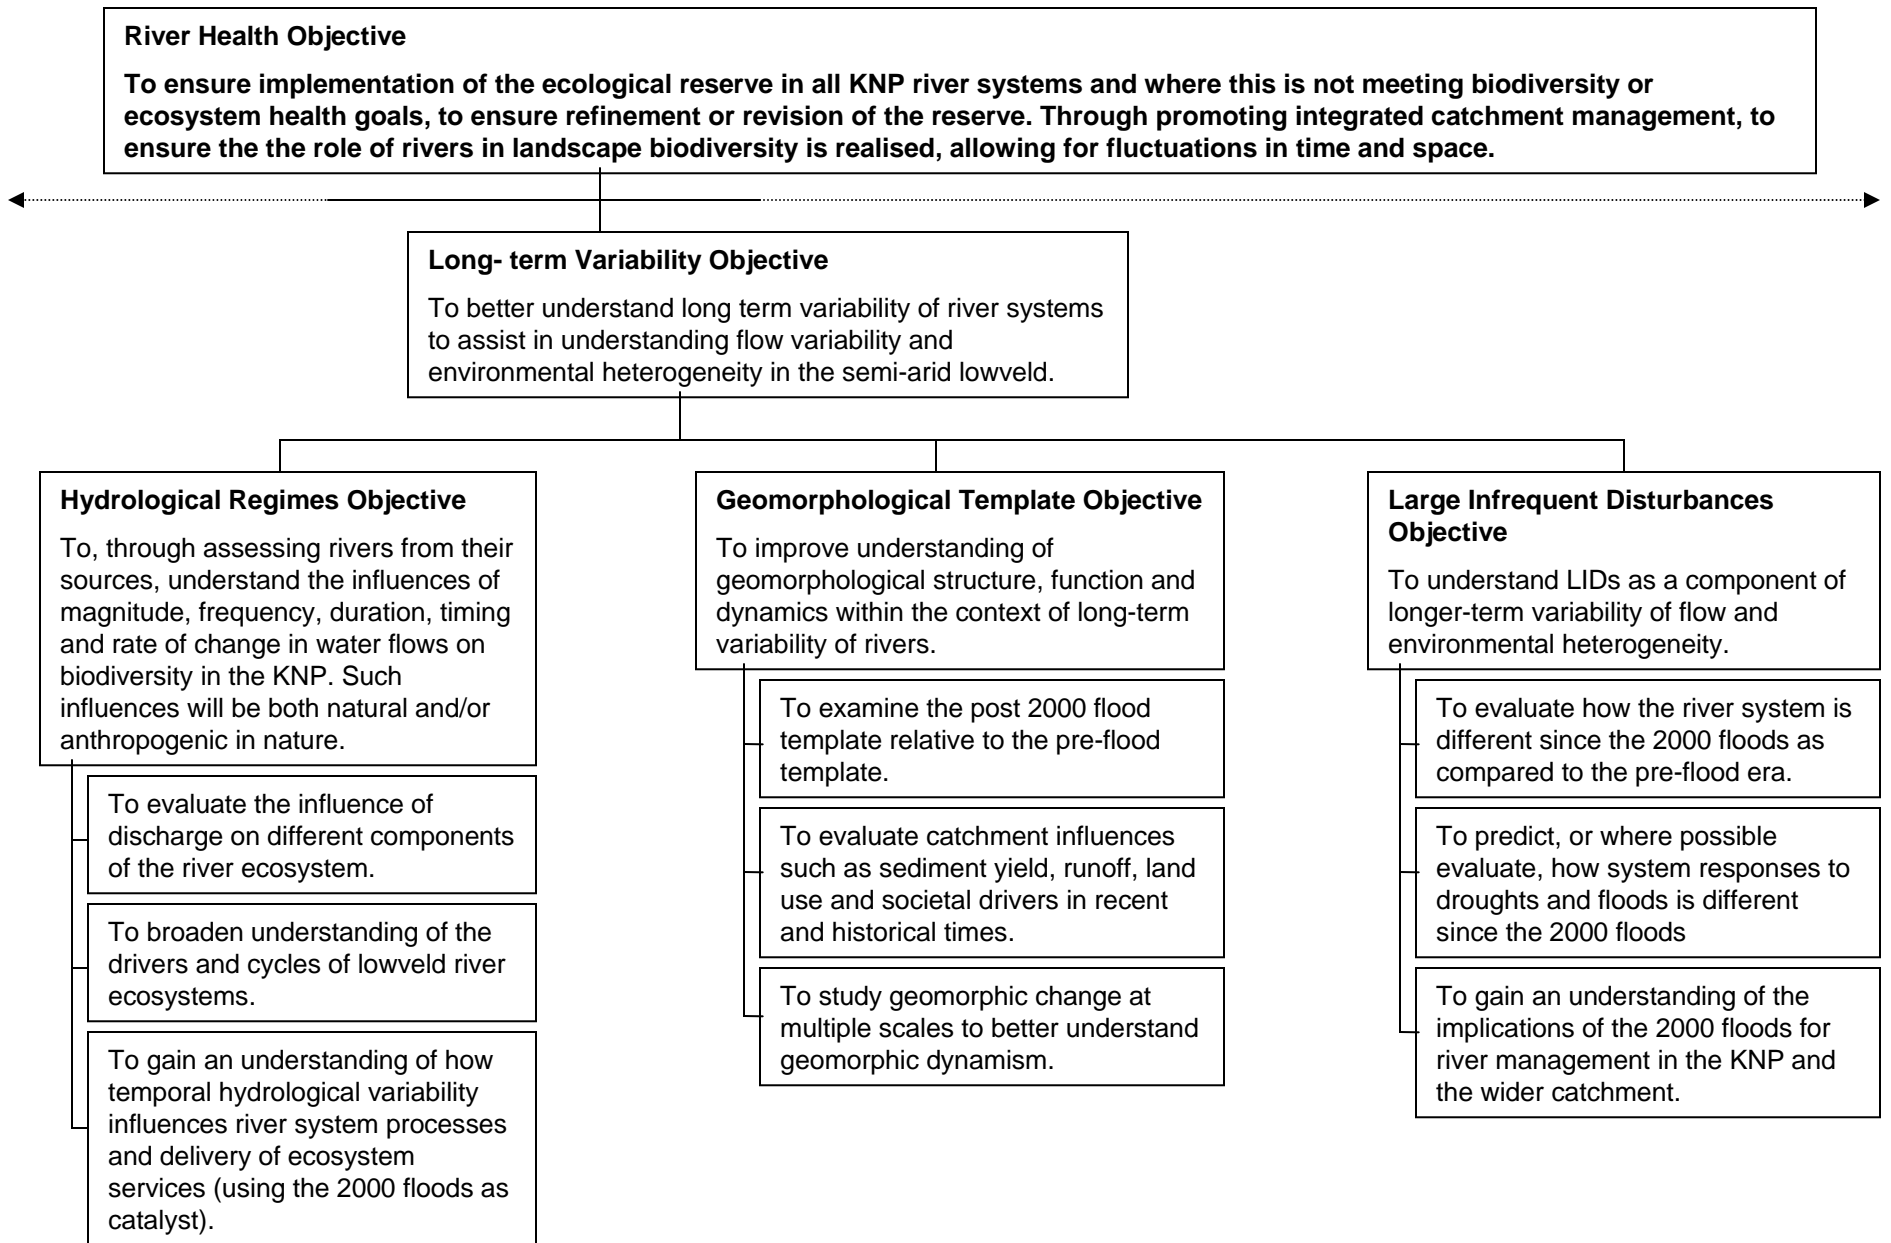 River Health Objective
To ensure implementation of the ecological reserve in all KNP river systems and where this is not meeting biodiversity or
ecosystem health goals, to ensure refinement or revision of the reserve. Through promoting integrated catchment management, to
ensure the the role of rivers in landscape biodiversity is realised, allowing for fluctuations in time and space.
Long- term Variability Objective
To better understand long term variability of river systems
to assist in understanding flow variability and
environmental heterogeneity in the semi-arid lowveld.
Hydrological Regimes Objective
To, through assessing rivers from their
sources, understand the influences of
magnitude, frequency, duration, timing
and rate of change in water flows on
biodiversity in the KNP. Such
influences will be both natural and/or
anthropogenic in nature.
To evaluate the influence of
discharge on different components
of the river ecosystem.
To broaden understanding of the
drivers and cycles of lowveld river
ecosystems.
To gain an understanding of how
temporal hydrological variability
influences river system processes
and delivery of ecosystem
services (using the 2000 floods as
catalyst).
Geomorphological Template Objective
To improve understanding of
geomorphological structure, function and
dynamics within the context of long-term
variability of rivers.
To examine the post 2000 flood
template relative to the pre-flood
template.
To evaluate catchment influences
such as sediment yield, runoff, land
use and societal drivers in recent
and historical times.
To study geomorphic change at
multiple scales to better understand
geomorphic dynamism.
Large Infrequent Disturbances
Objective
To understand LIDs as a component of
longer-term variability of flow and
environmental heterogeneity.
To evaluate how the river system is
different since the 2000 floods as
compared to the pre-flood era.
To predict, or where possible
evaluate, how system responses to
droughts and floods is different
since the 2000 floods
To gain an understanding of the
implications of the 2000 floods for
river management in the KNP and
the wider catchment.